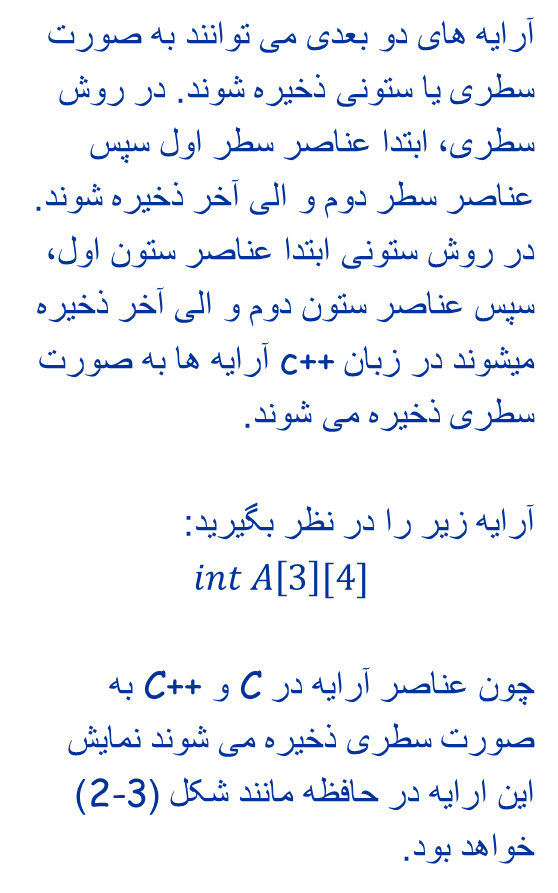 آرایه های دو بعدی می توانند به صورت
سطری یا ستونی ذخیره شوند. در روش
سطری، ابتدا عناصر سطر اول سپس
عناصر سطر دوم و الی آخر ذخیره شوند.
در روش ستونی ابتدا عناصر ستون اول،
سپس عناصر ستون دوم و الی آخر ذخیره
میشوند در زبان c++ آرایه ها به صورت
سطری ذخیره می شوند.
آرایه زیر را در نظر بگیرید:
int A[3][4]
چون عناصر آرایه در C و C++ به
صورت سطری ذخیره می شوند نمایش
این ارایه در حافظه مانند شکل (3-2)
خواهد بود.